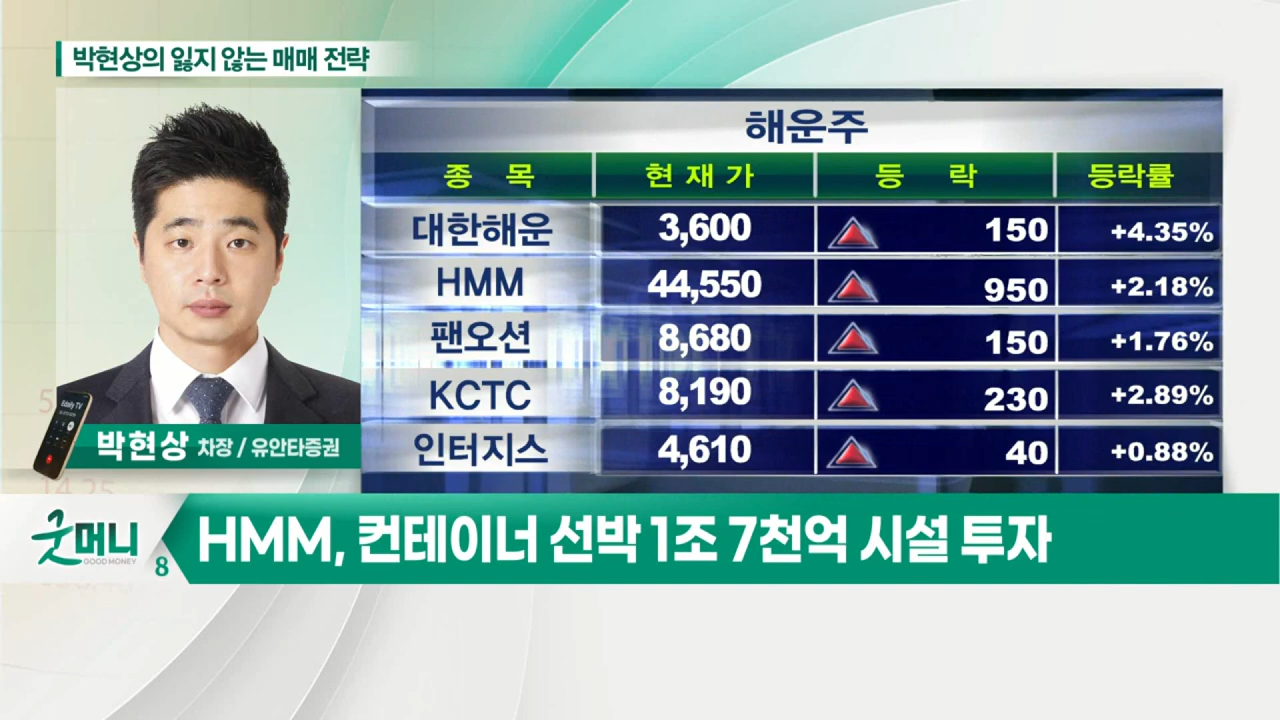 박현상의 잃지 않는 매매 전략
해운주
종 목 현재가 등 락 등락률
대한해운 3,600 ▲ 150 +4.35%
HMM 44,550 ▲ 950 +2.18%
팬오션 8,680 ▲ 150 +1.76%
KCTC 8,190 ▲ 230 +2.89%
인터지스 4,610 ▲ 40 +0.88%
Edaily TV
박현상 차장 / 유안타증권
14.25
굿머니
GOOD MONEY
8
HMM, 컨테이너 선박 1조 7천억 시설 투자